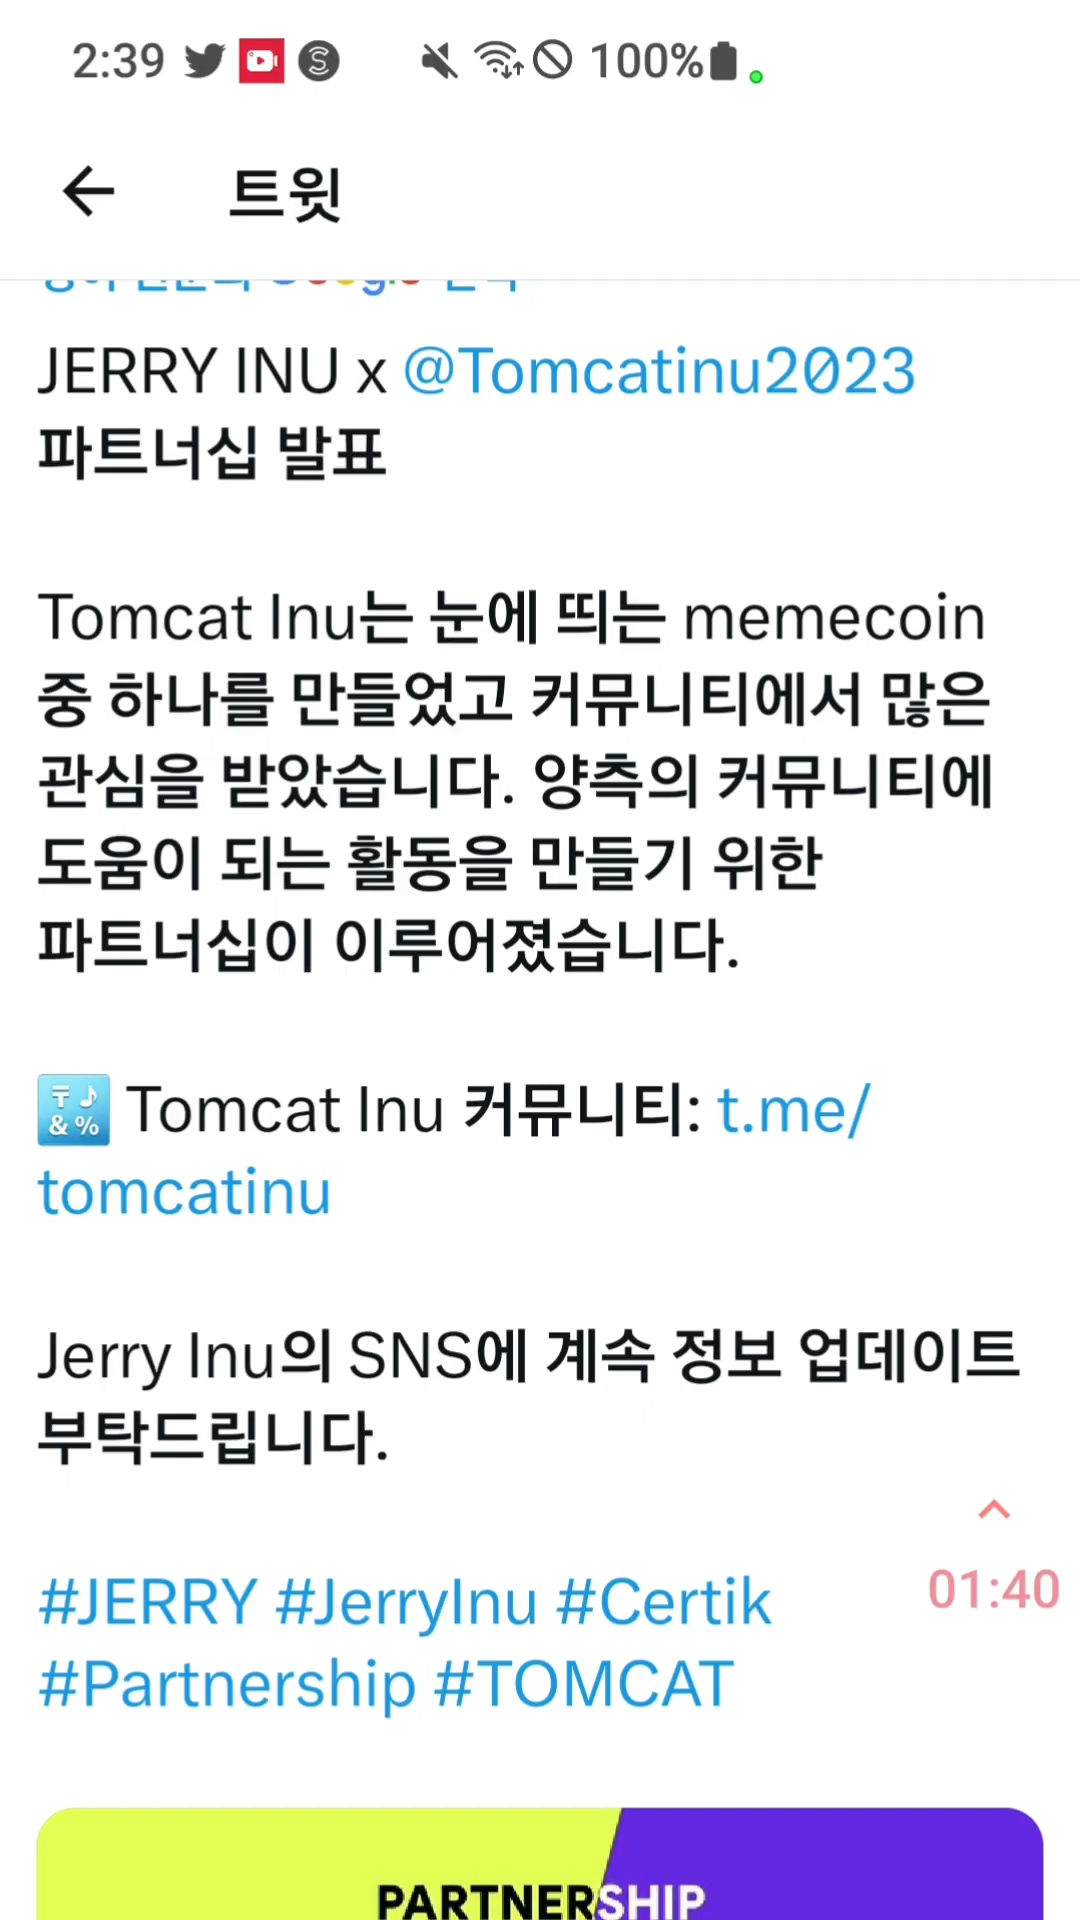 2:39
100%
트윗
JERRY INU x @Tomcatinu2023
파트너십 발표
Tomcat Inu는 눈에 띄는 memecoin
중 하나를 만들었고 커뮤니티에서 많은
관심을 받았습니다. 양측의 커뮤니티에
도움이 되는 활동을 만들기 위한
파트너십이 이루어졌습니다.
Tomcat Inu 커뮤니티: t.me/
tomcatinu
Jerry Inu의 SNS에 계속 정보 업데이트
부탁드립니다.
01:40
#JERRY #JerryInu #Certik
#Partnership #TOMCAT
PARTNERSHIP